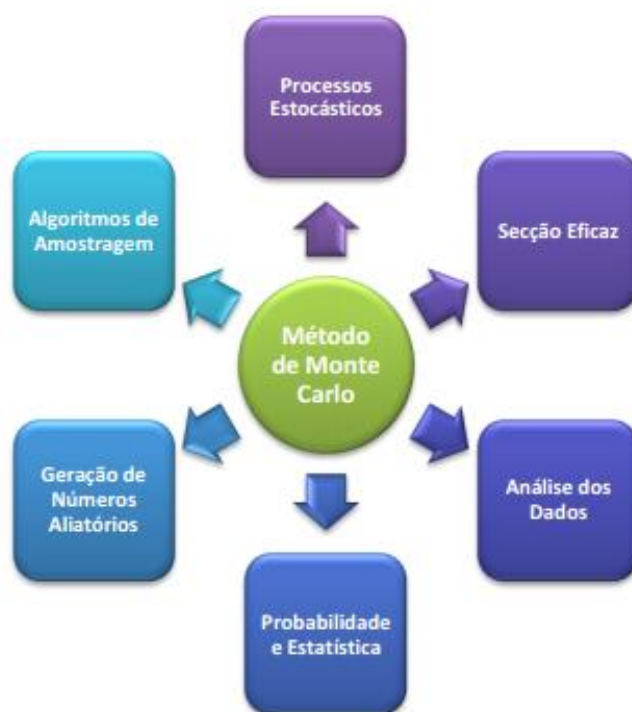 Processos
Estocásticos
Algoritmos de
Amostragem
Secção Eficaz
Método
de Monte
Carlo
Geração de
Números
Aliatórios
Análise dos
Dados
Probabilidade
e Estatística